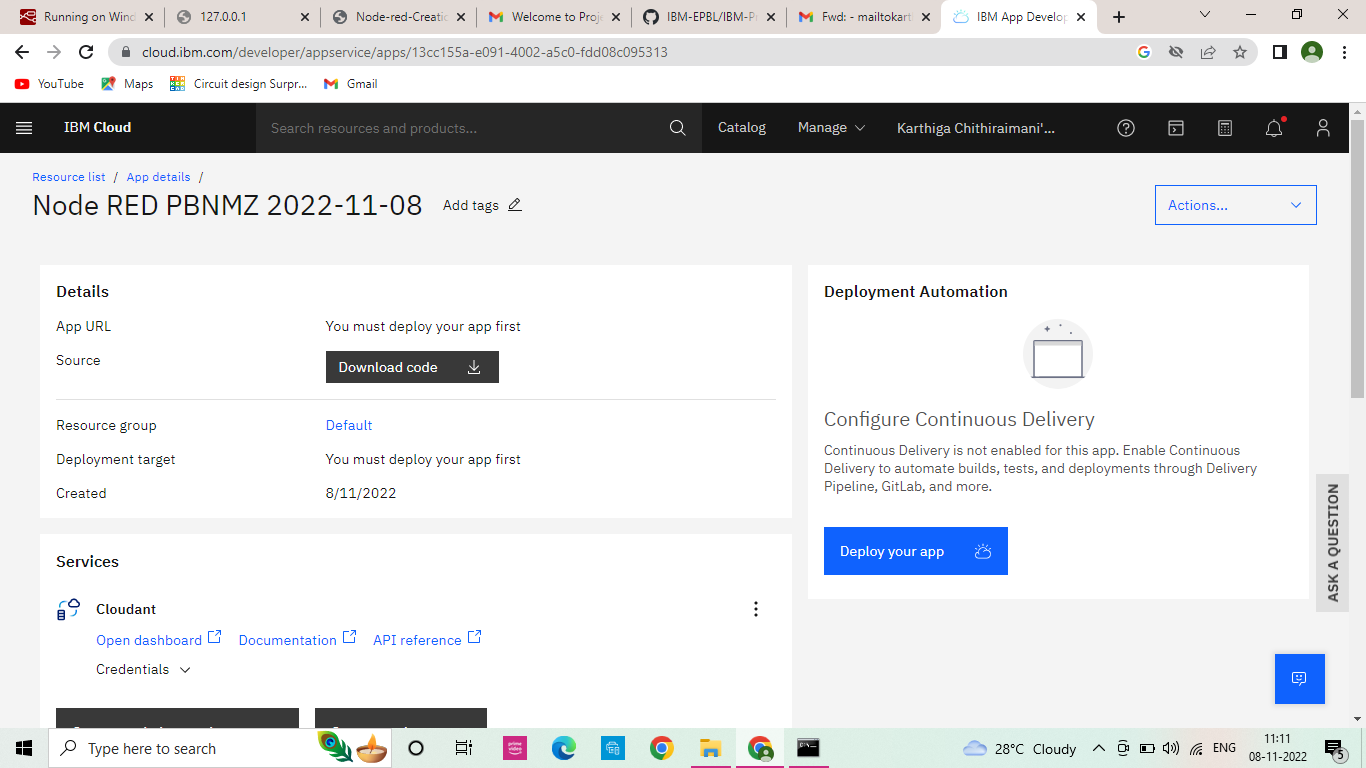 Running on Wind
127.0.0.1
Node-red-Creatio
Welcome to Proje
IBM-EPBL/IBM-Pr
Fwd: - mailtokart
IBM App Develop
cloud.ibm.com/developer/appservice/apps/13cc155a-e091-4002-a5c0-fdd08c095313
YouTube
Maps
Circuit design Surpr...
Gmail
IBM Cloud
Search resources and products...
Catalog
Manage
Karthiga Chithiraimani'...
Resource list / App details /
Node RED PBNMZ 2022-11-08
Add tags
Actions...
Details
App URL
You must deploy your app first
Source
Download code
Resource group
Default
Deployment target
You must deploy your app first
Created
8/11/2022
Deployment Automation
Configure Continuous Delivery
Continuous Delivery is not enabled for this app. Enable Continuous
Delivery to automate builds, tests, and deployments through Delivery
Pipeline, GitLab, and more.
Deploy your app
ASK A QUESTION
Services
Cloudant
Open dashboard
Documentation
API reference
Credentials
Type here to search
prime video
28°C Cloudy
ENG
11:11
08-11-2022
5